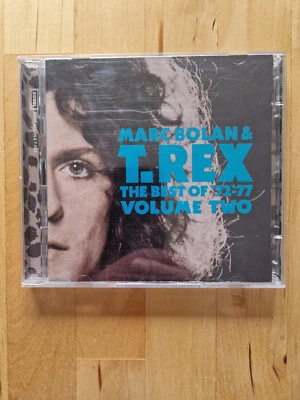 MARC BOLAN &
T.REX
THE BEST OF '72-'77
VOLUME TWO